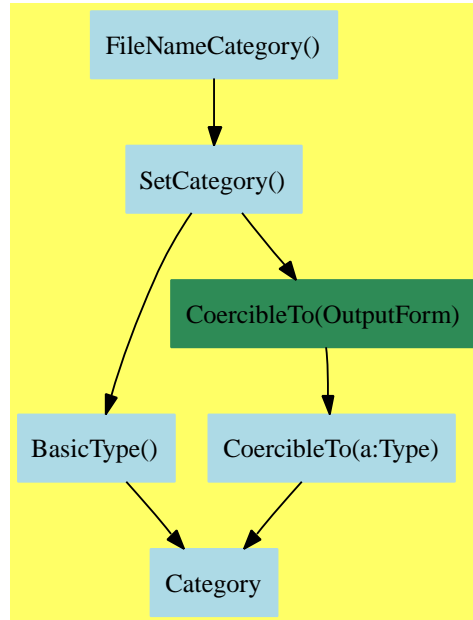 FileNameCategory()
SetCategory()
CoercibleTo(OutputForm)
BasicType()
CoercibleTo(a:Type)
Category